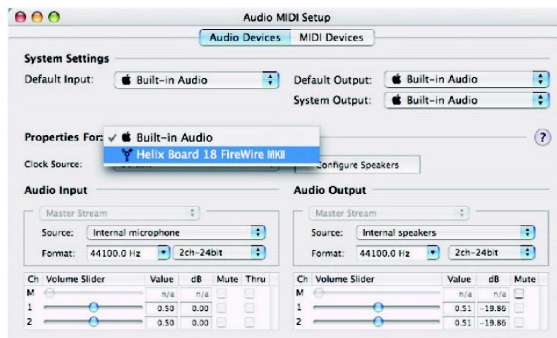 Audio MIDI Setup
Audio Devices MIDI Devices
System Settings
Default Input: Built-in Audio
Default Output: Built-in Audio
System Output: Built-in Audio
Properties For: ✓ Built-in Audio
Helix Board 18 FireWire MKII
?
Clock Source: Configure Speakers
Audio Input
Master Stream
Source: Internal microphone
Format: 44100.0 Hz 2ch-24bit
Ch Volume Slider Value dB Mute Thru
M n/a n/a
1 0.50 0.00
2 0.50 0.00
Audio Output
Master Stream
Source: Internal speakers
Format: 44100.0 Hz 2ch-24bit
Ch Volume Slider Value dB Mute
M n/a n/a
1 0.51 -19.86
2 0.51 -19.86